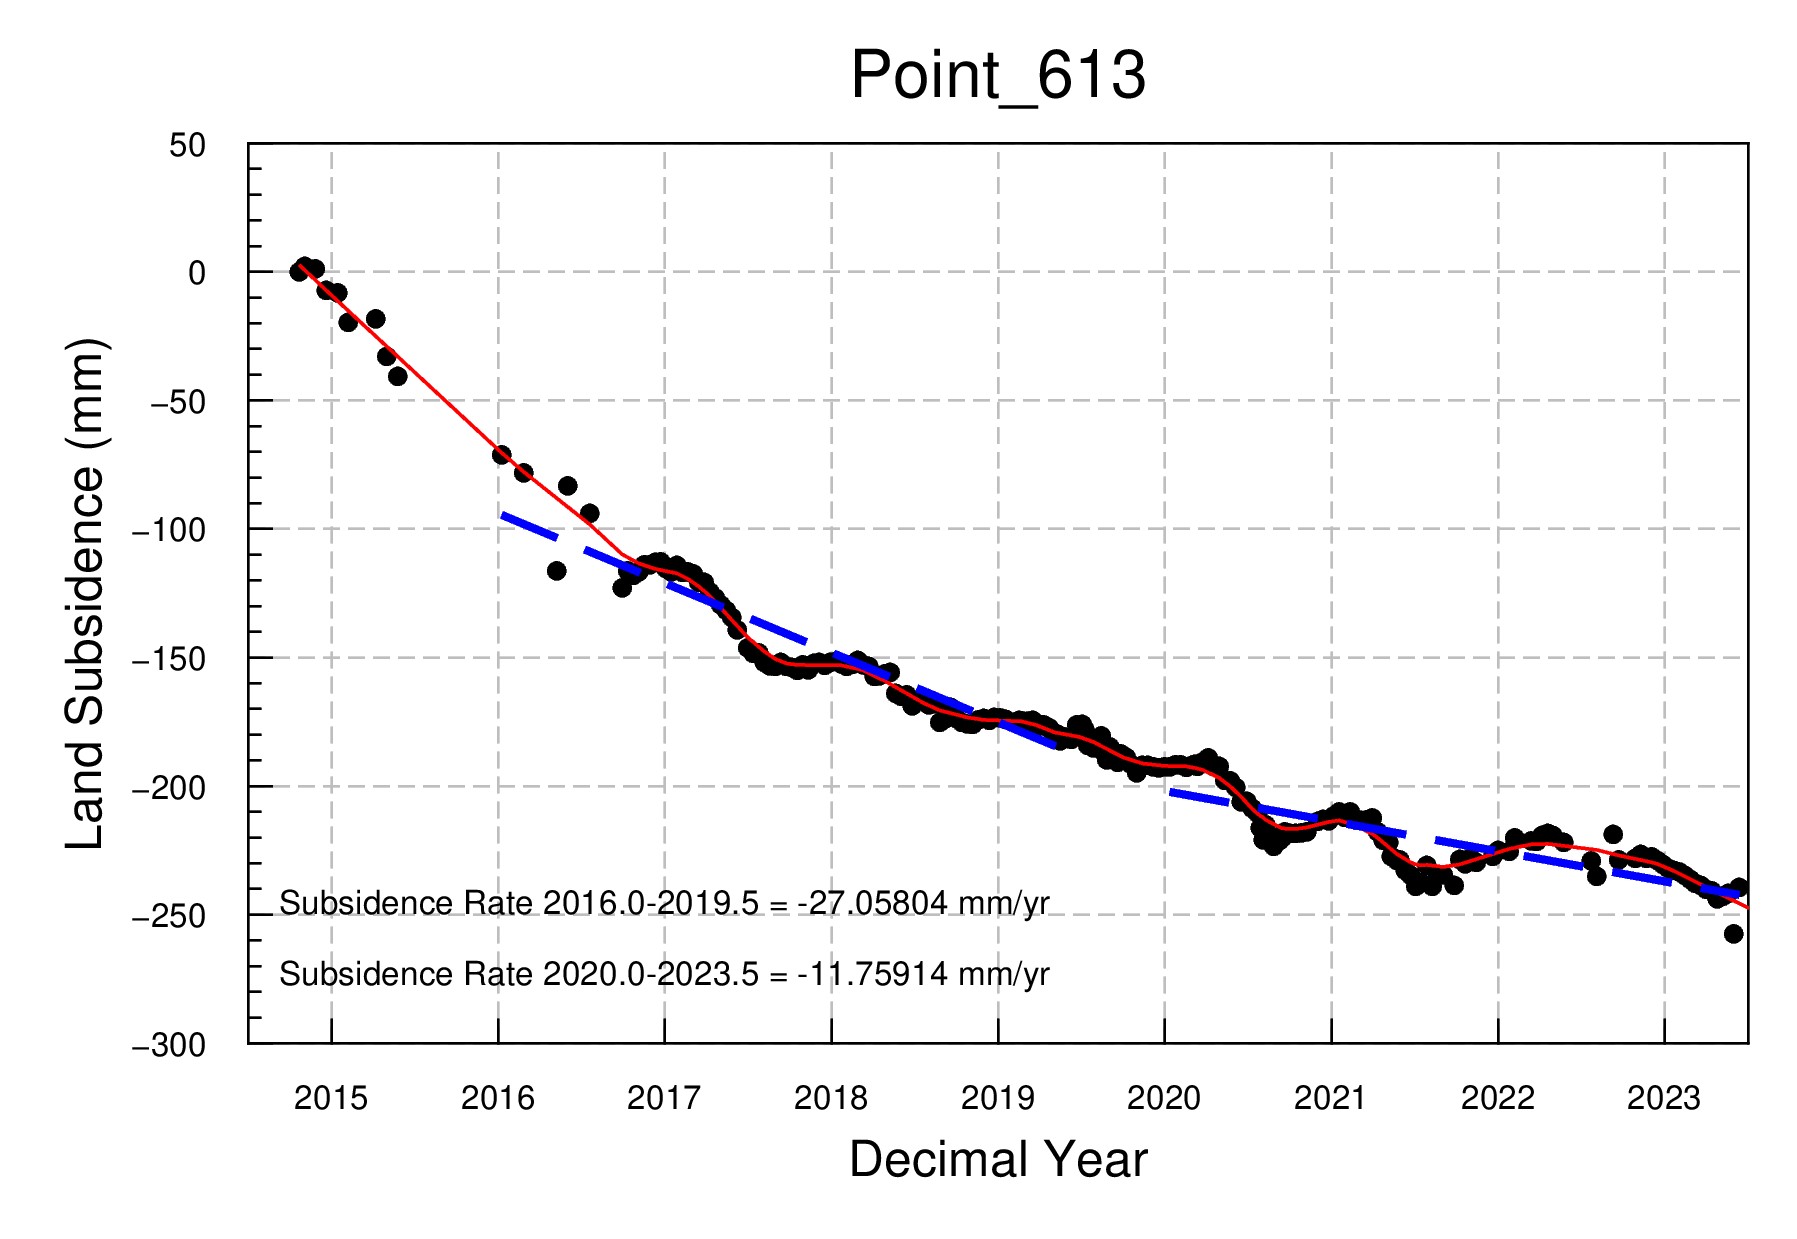 Point_613
50
0
−50
−100
−150
−200
−250
−300
Land Subsidence (mm)
Subsidence Rate 2016.0-2019.5 = -27.05804 mm/yr
Subsidence Rate 2020.0-2023.5 = -11.75914 mm/yr
2015 2016 2017 2018 2019 2020 2021 2022 2023
Decimal Year